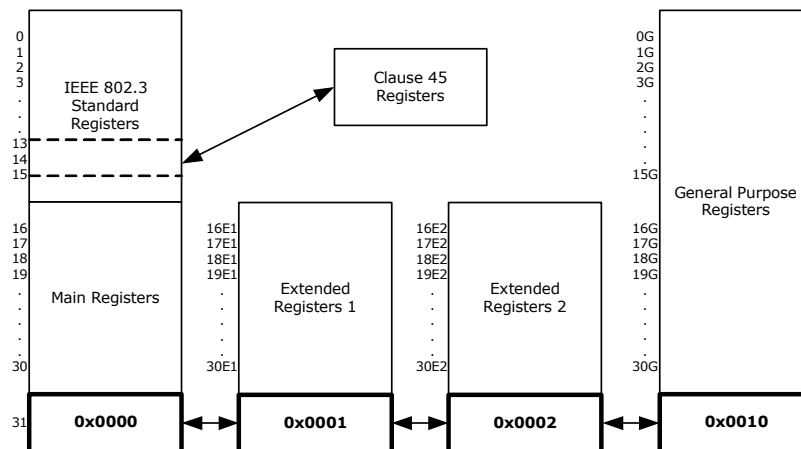 0
1
2
3
.
.
.
13
14
15
IEEE 802.3
Standard
Registers
Clause 45
Registers
0G
1G
2G
3G
.
.
.
.
.
15G
General Purpose
Registers
16
17
18
19
.
.
.
.
.
30
Main Registers
16E1
17E1
18E1
19E1
.
.
.
.
.
30E1
Extended
Registers 1
16E2
17E2
18E2
19E2
.
.
.
.
.
30E2
Extended
Registers 2
16G
17G
18G
19G
.
.
.
.
.
30G
31
0x0000
0x0001
0x0002
0x0010